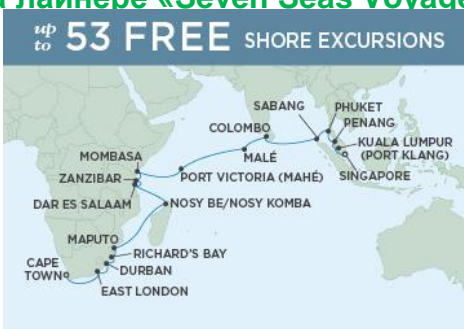 лайнере «Seven Seas Voyage
up to 53 FREE SHORE EXCURSIONS
SABANG
PHUKET
PENANG
COLOMBO
KUALA LUMPUR
(PORT KLANG)
MALÉ
SINGAPORE
MOMBASA
PORT VICTORIA (MAHÉ)
ZANZIBAR
DAR ES SALAAM
NOSY BE/NOSY KOMBA
MAPUTO
RICHARD'S BAY
CAPE
TOWN
DURBAN
EAST LONDON